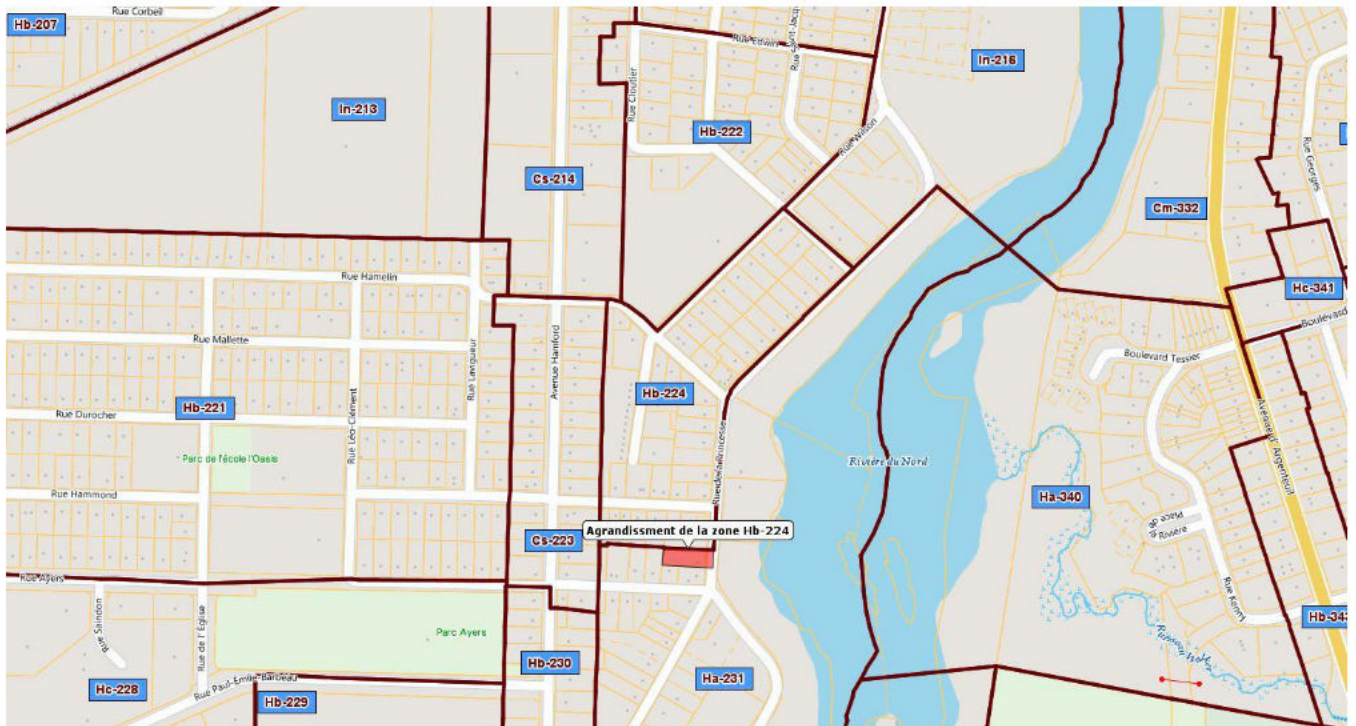 Rue Corbeil
Hb-207
Rue Edwin
In-216
In-213
Rue Cloutier
Hb-222
Rue Wilson
Rue Georges
Cs-214
Cm-332
Rue Hamelin
Hc-341
Boulevard
Rue Mallette
Rue Lavigueur
Avenue Hamford
Boulevard Tessier
Hb-224
Hb-221
Rue Durocher
Rue Léo-Clément
Rue de la Princesse
Avenue d'Argenteuil
Parc de l'école l'Oasis
Rivière du Nord
Rue Hammond
Ha-340
Place de la
Rivière
Agrandissment de la zone Hb-224
Cs-223
Rue Ayers
Rue Kenny
Rue Saindon
Rue de l'Église
Parc Ayers
Hb-230
Hb-343
Ha-231
Hc-228
Rue Paul-Emile-Barbeau
Hb-229